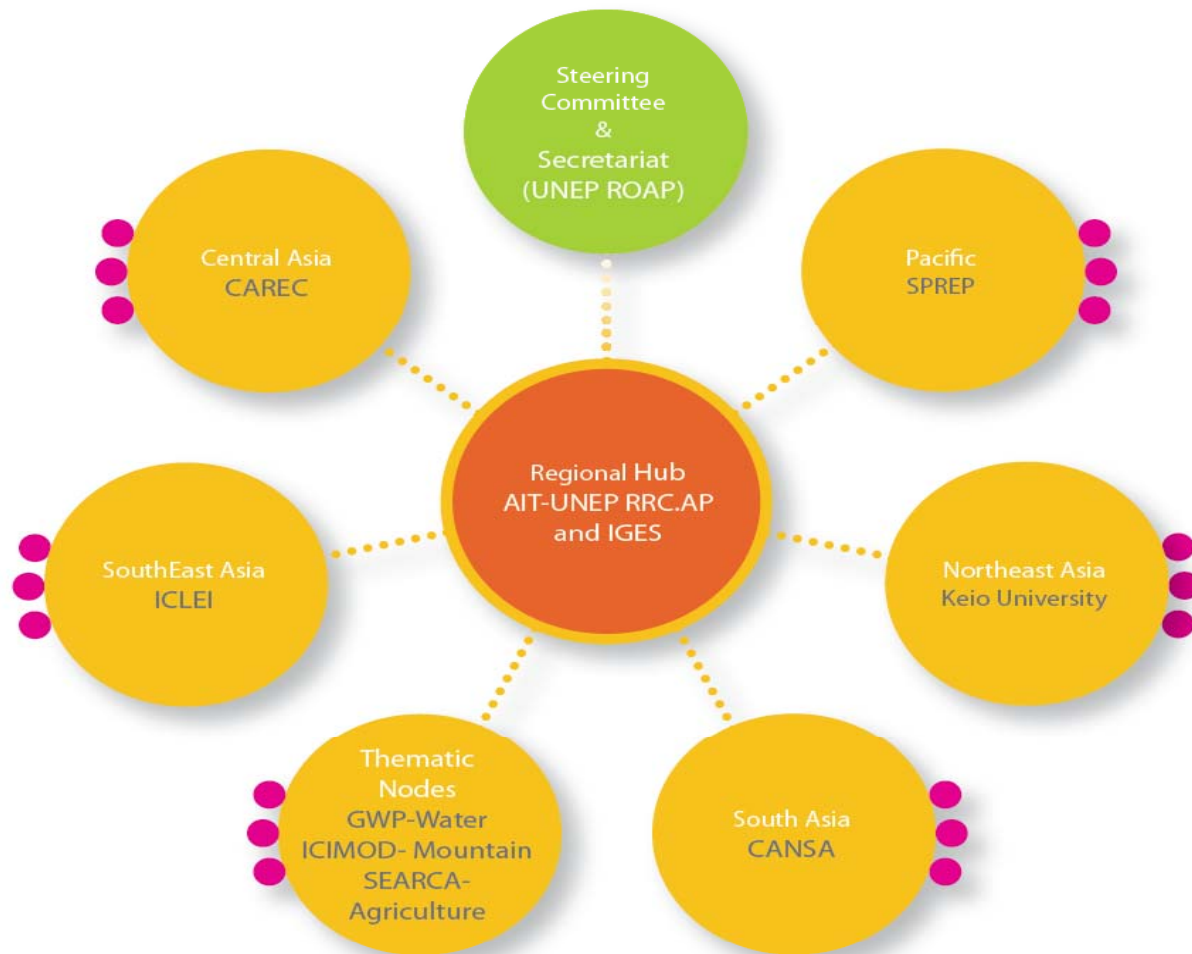 Steering
Committee
&
Secretariat
(UNEP ROAP)
Central Asia
CAREC
Pacific
SPREP
Regional Hub
AIT-UNEP RRC.AP
and IGES
SouthEast Asia
ICLEI
Northeast Asia
Keio University
Thematic
Nodes
GWP-Water
ICIMOD- Mountain
SEARCA-
Agriculture
South Asia
CANSA